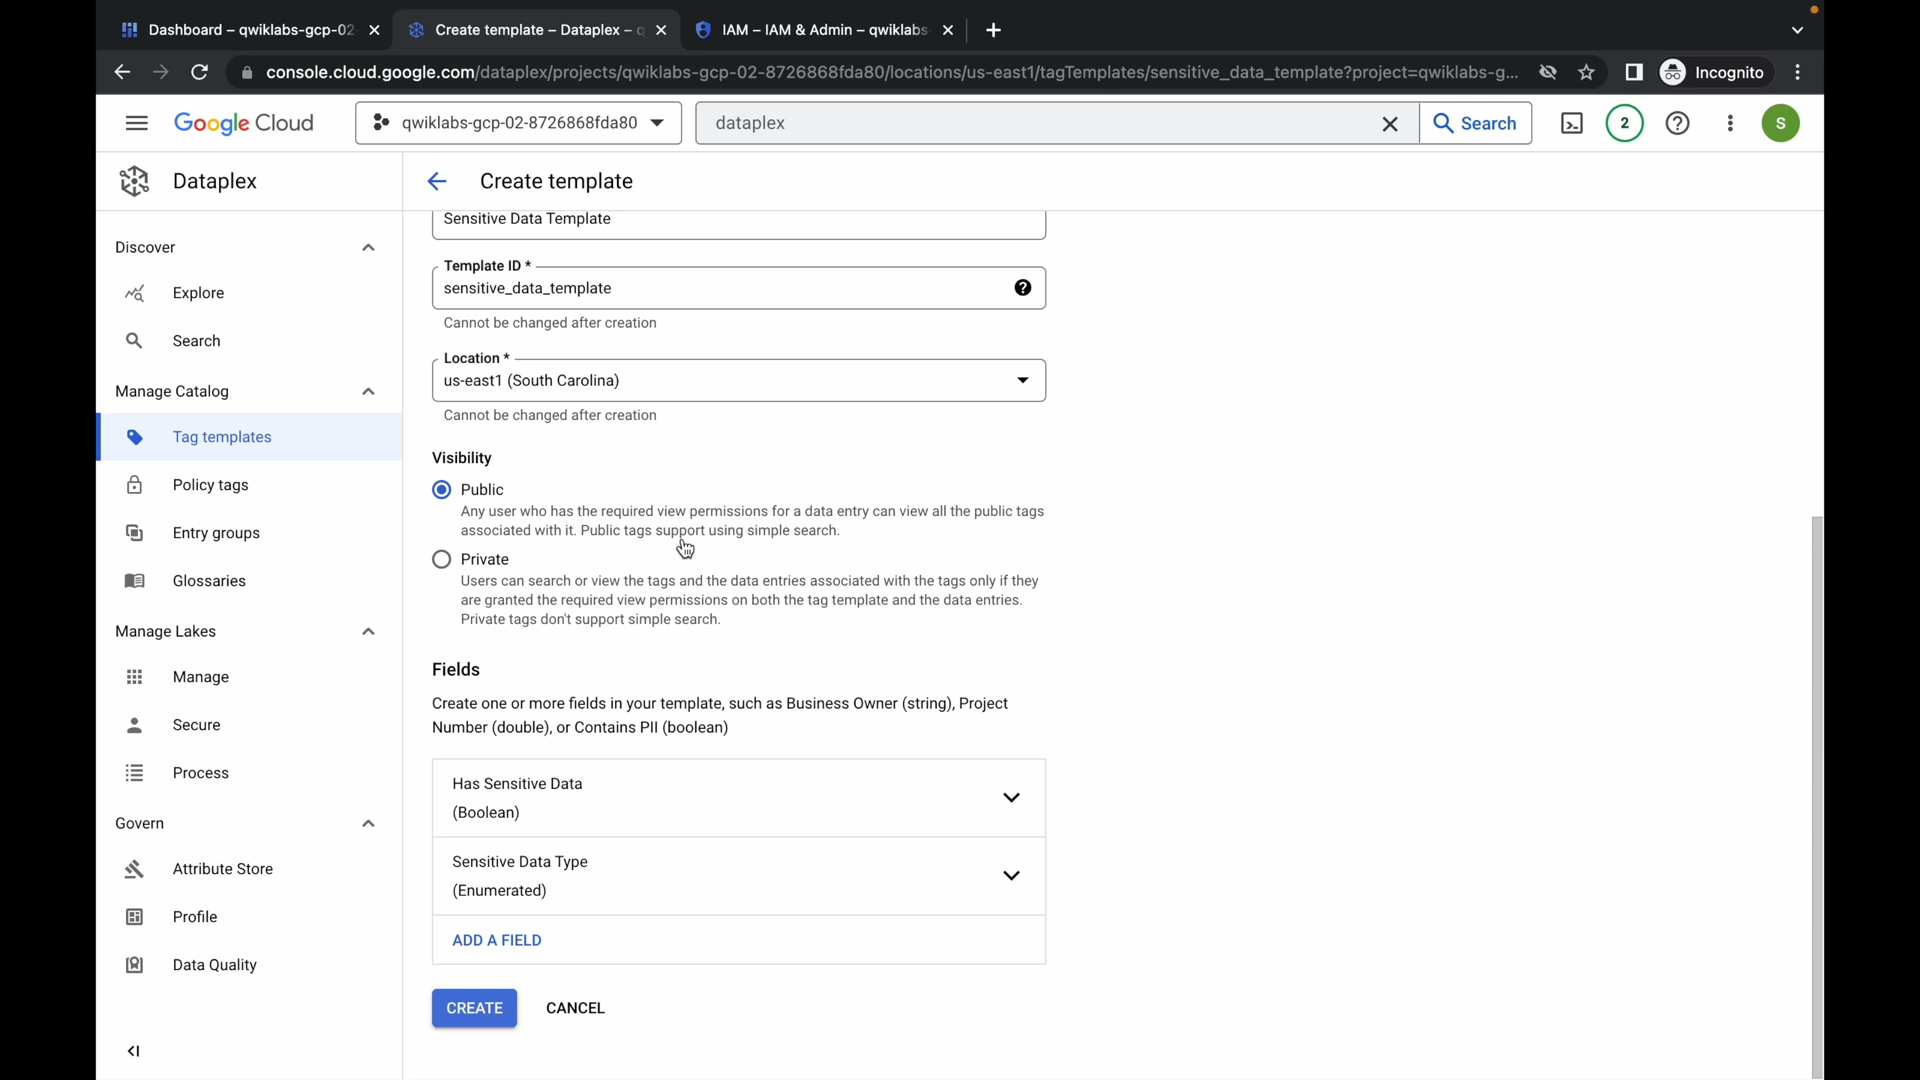 Dashboard – qwiklabs-gcp-02
Create template – Dataplex – q
IAM – IAM & Admin – qwiklabs
console.cloud.google.com/dataplex/projects/qwiklabs-gcp-02-8726868fda80/locations/us-east1/tagTemplates/sensitive_data_template?project=qwiklabs-g...
Incognito
Google Cloud
qwiklabs-gcp-02-8726868fda80
dataplex
Search
2
S
Dataplex
Create template
Discover
Explore
Search
Manage Catalog
Tag templates
Policy tags
Entry groups
Glossaries
Manage Lakes
Manage
Secure
Process
Govern
Attribute Store
Profile
Data Quality
Sensitive Data Template
Template ID *
sensitive_data_template
Cannot be changed after creation
Location *
us-east1 (South Carolina)
Cannot be changed after creation
Visibility
Public
Any user who has the required view permissions for a data entry can view all the public tags
associated with it. Public tags support using simple search.
Private
Users can search or view the tags and the data entries associated with the tags only if they
are granted the required view permissions on both the tag template and the data entries.
Private tags don't support simple search.
Fields
Create one or more fields in your template, such as Business Owner (string), Project
Number (double), or Contains PII (boolean)
Has Sensitive Data
(Boolean)
Sensitive Data Type
(Enumerated)
ADD A FIELD
CREATE
CANCEL